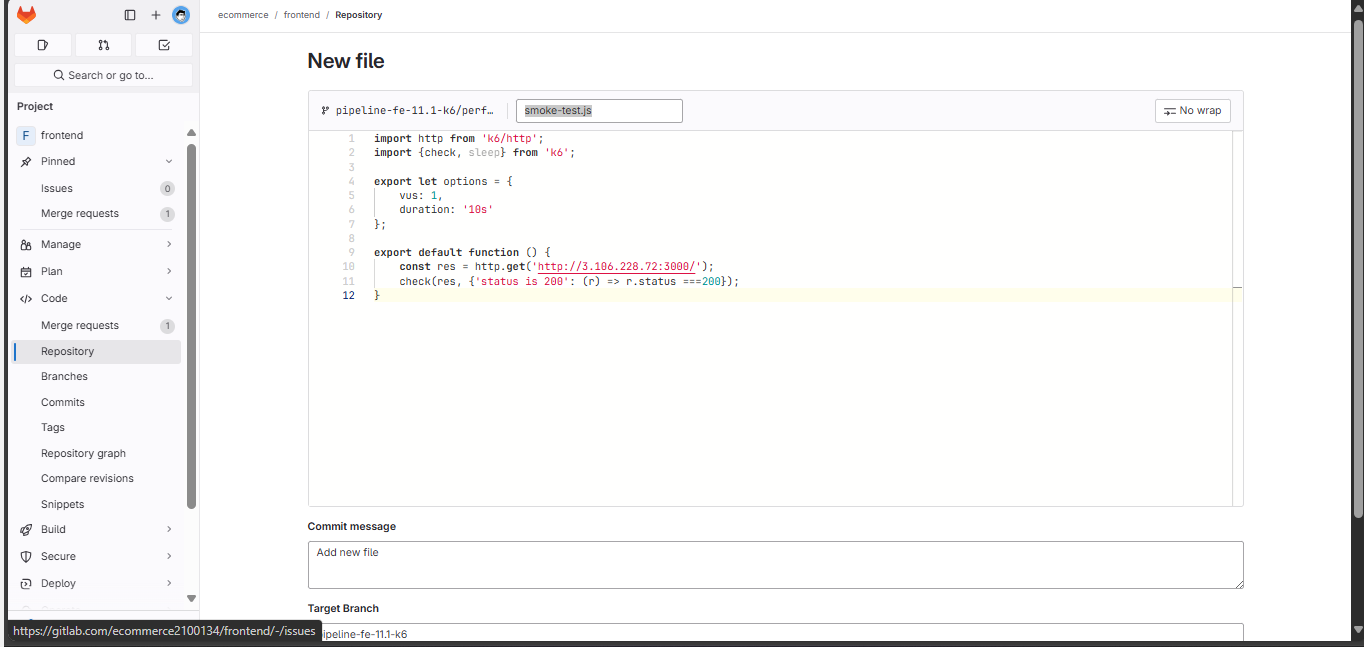 ecommerce / frontend / Repository
Search or go to...
Project
F frontend
Pinned
Issues 0
Merge requests 1
Manage
Plan
Code
Merge requests 1
Repository
Branches
Commits
Tags
Repository graph
Compare revisions
Snippets
Build
Secure
Deploy
https://gitlab.com/ecommerce2100134/frontend/-/issues
New file
pipeline-fe-11.1-k6/perf… smoke-test.js No wrap
1 import http from 'k6/http';
2 import {check, sleep} from 'k6';
3
4 export let options = {
5 vus: 1,
6 duration: '10s'
7 };
8
9 export default function () {
10 const res = http.get('http://3.106.228.72:3000/');
11 check(res, {'status is 200': (r) => r.status ===200});
12 }
Commit message
Add new file
Target Branch
pipeline-fe-11.1-k6